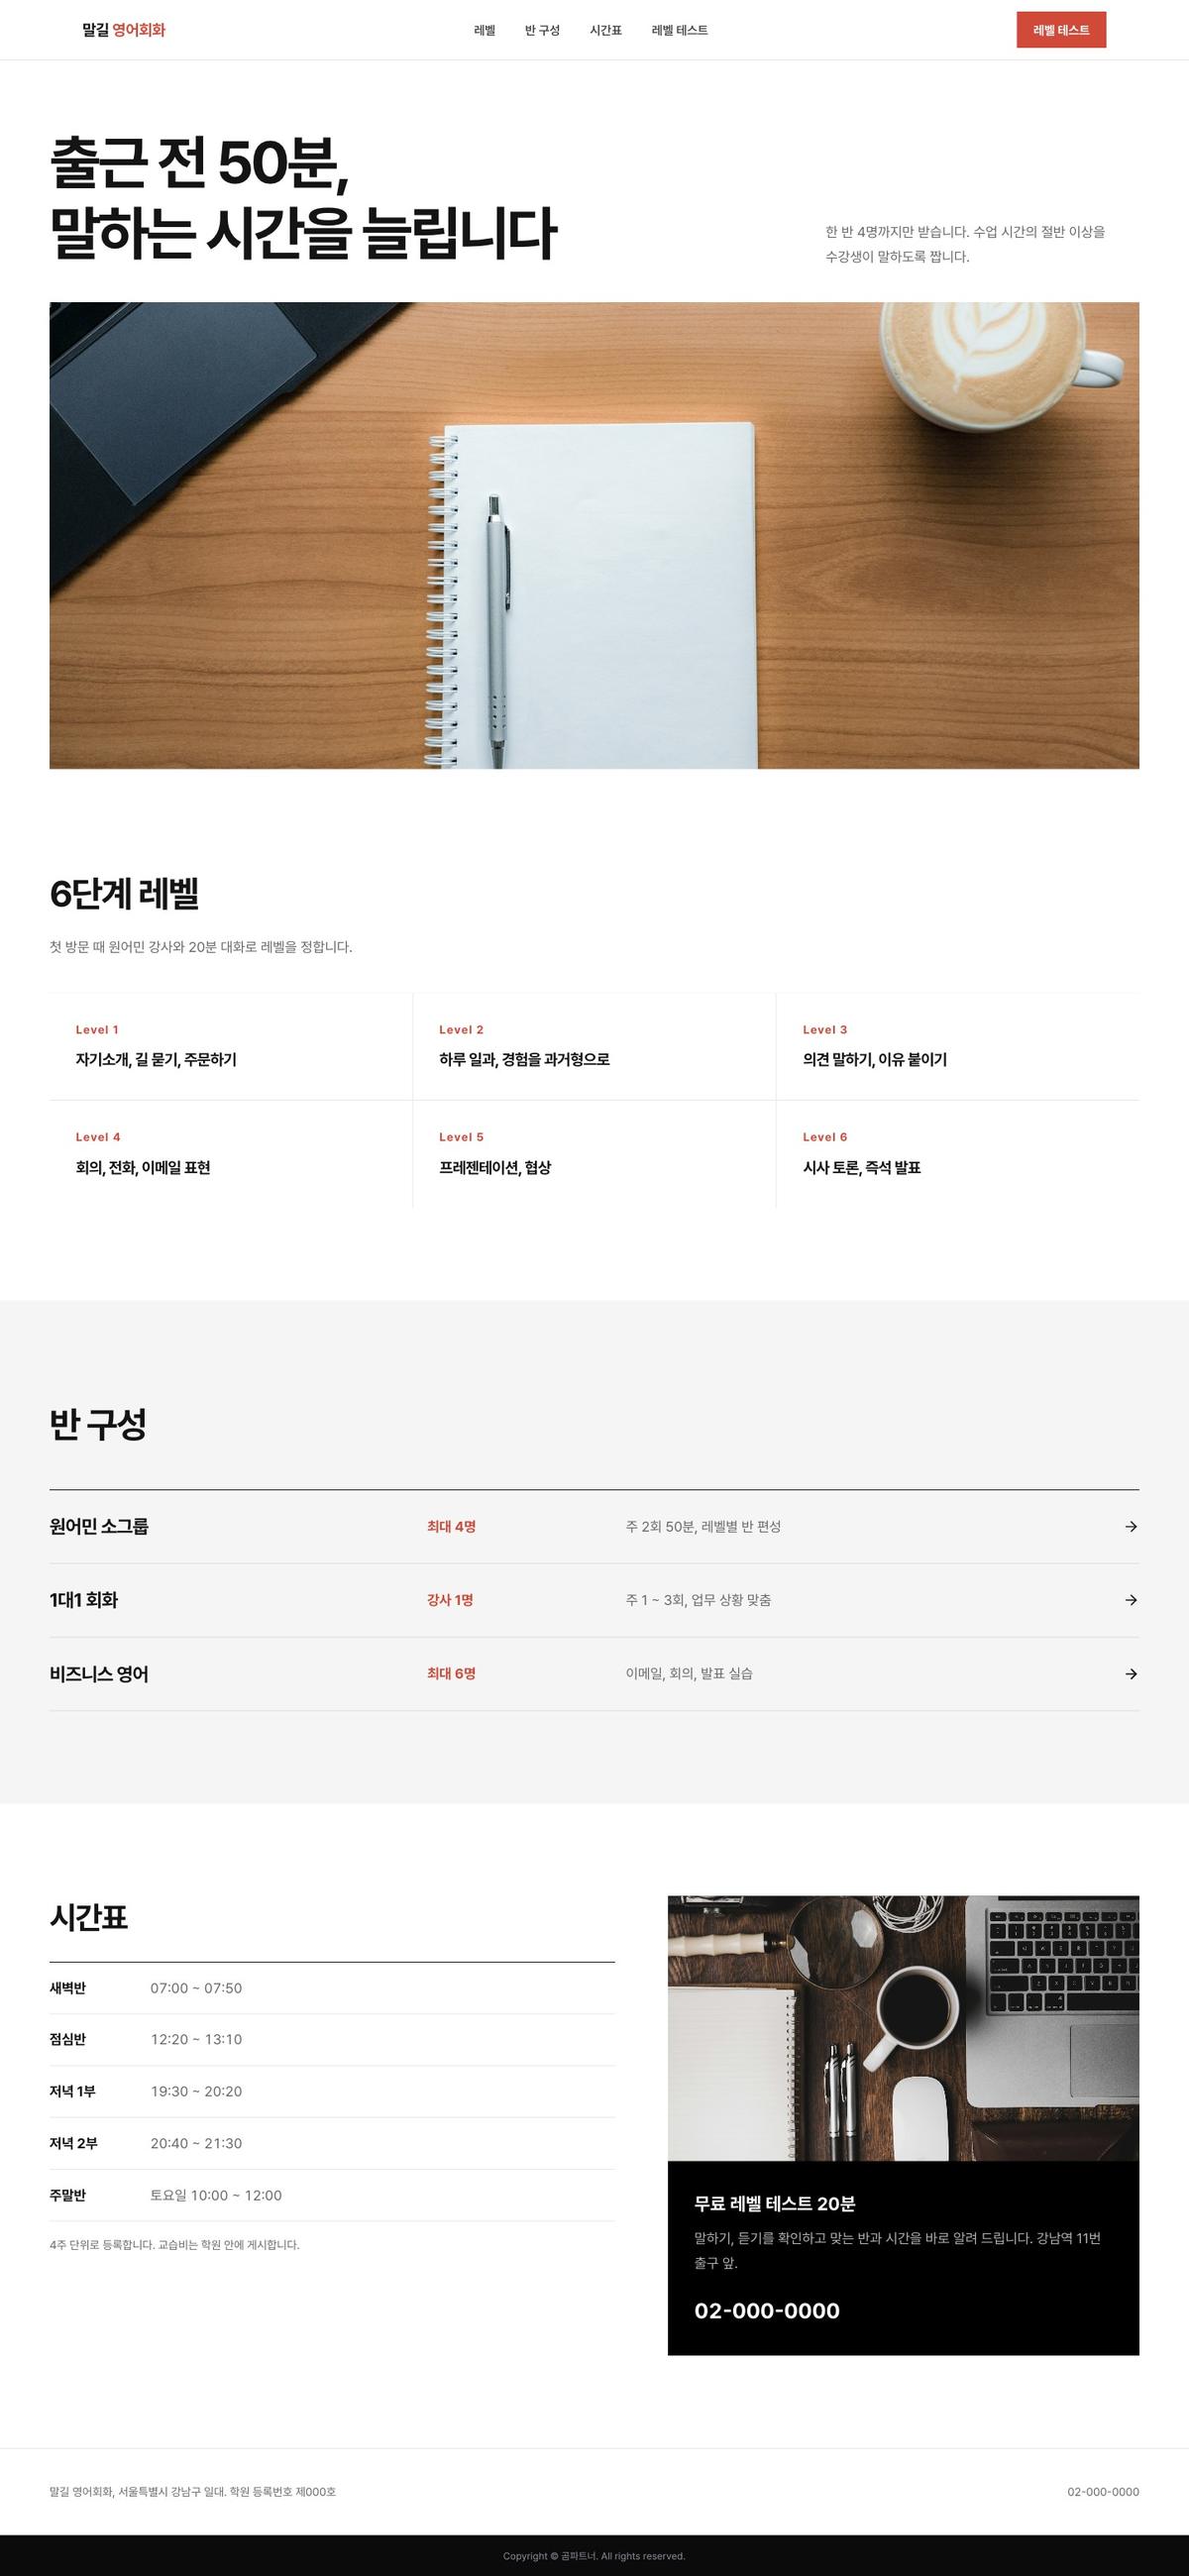 말길 영어회화
레벨 반 구성 시간표 레벨 테스트
레벨 테스트
출근 전 50분,
말하는 시간을 늘립니다
한 반 4명까지만 받습니다. 수업 시간의 절반 이상을
수강생이 말하도록 짭니다.
6단계 레벨
첫 방문 때 원어민 강사와 20분 대화로 레벨을 정합니다.
Level 1
자기소개, 길 묻기, 주문하기
Level 2
하루 일과, 경험을 과거형으로
Level 3
의견 말하기, 이유 붙이기
Level 4
회의, 전화, 이메일 표현
Level 5
프레젠테이션, 협상
Level 6
시사 토론, 즉석 발표
반 구성
원어민 소그룹 최대 4명 주 2회 50분, 레벨별 반 편성 →
1대1 회화 강사 1명 주 1 ~ 3회, 업무 상황 맞춤 →
비즈니스 영어 최대 6명 이메일, 회의, 발표 실습 →
시간표
새벽반 07:00 ~ 07:50
점심반 12:20 ~ 13:10
저녁 1부 19:30 ~ 20:20
저녁 2부 20:40 ~ 21:30
주말반 토요일 10:00 ~ 12:00
4주 단위로 등록합니다. 교습비는 학원 안에 게시합니다.
무료 레벨 테스트 20분
말하기, 듣기를 확인하고 맞는 반과 시간을 바로 알려 드립니다. 강남역 11번
출구 앞.
02-000-0000
말길 영어회화, 서울특별시 강남구 일대. 학원 등록번호 제000호
02-000-0000
Copyright © 곰파트너. All rights reserved.